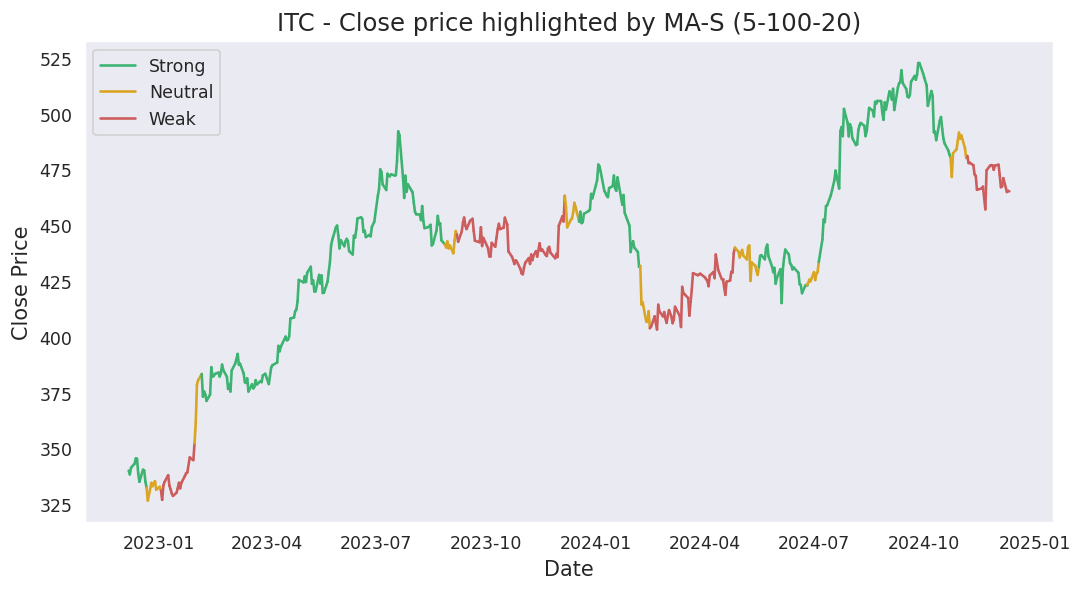 ITC - Close price highlighted by MA-S (5-100-20)
Strong
Neutral
Weak
525
500
475
450
425
400
375
350
325
Close Price
2023-01 2023-04 2023-07 2023-10 2024-01 2024-04 2024-07 2024-10 2025-01
Date